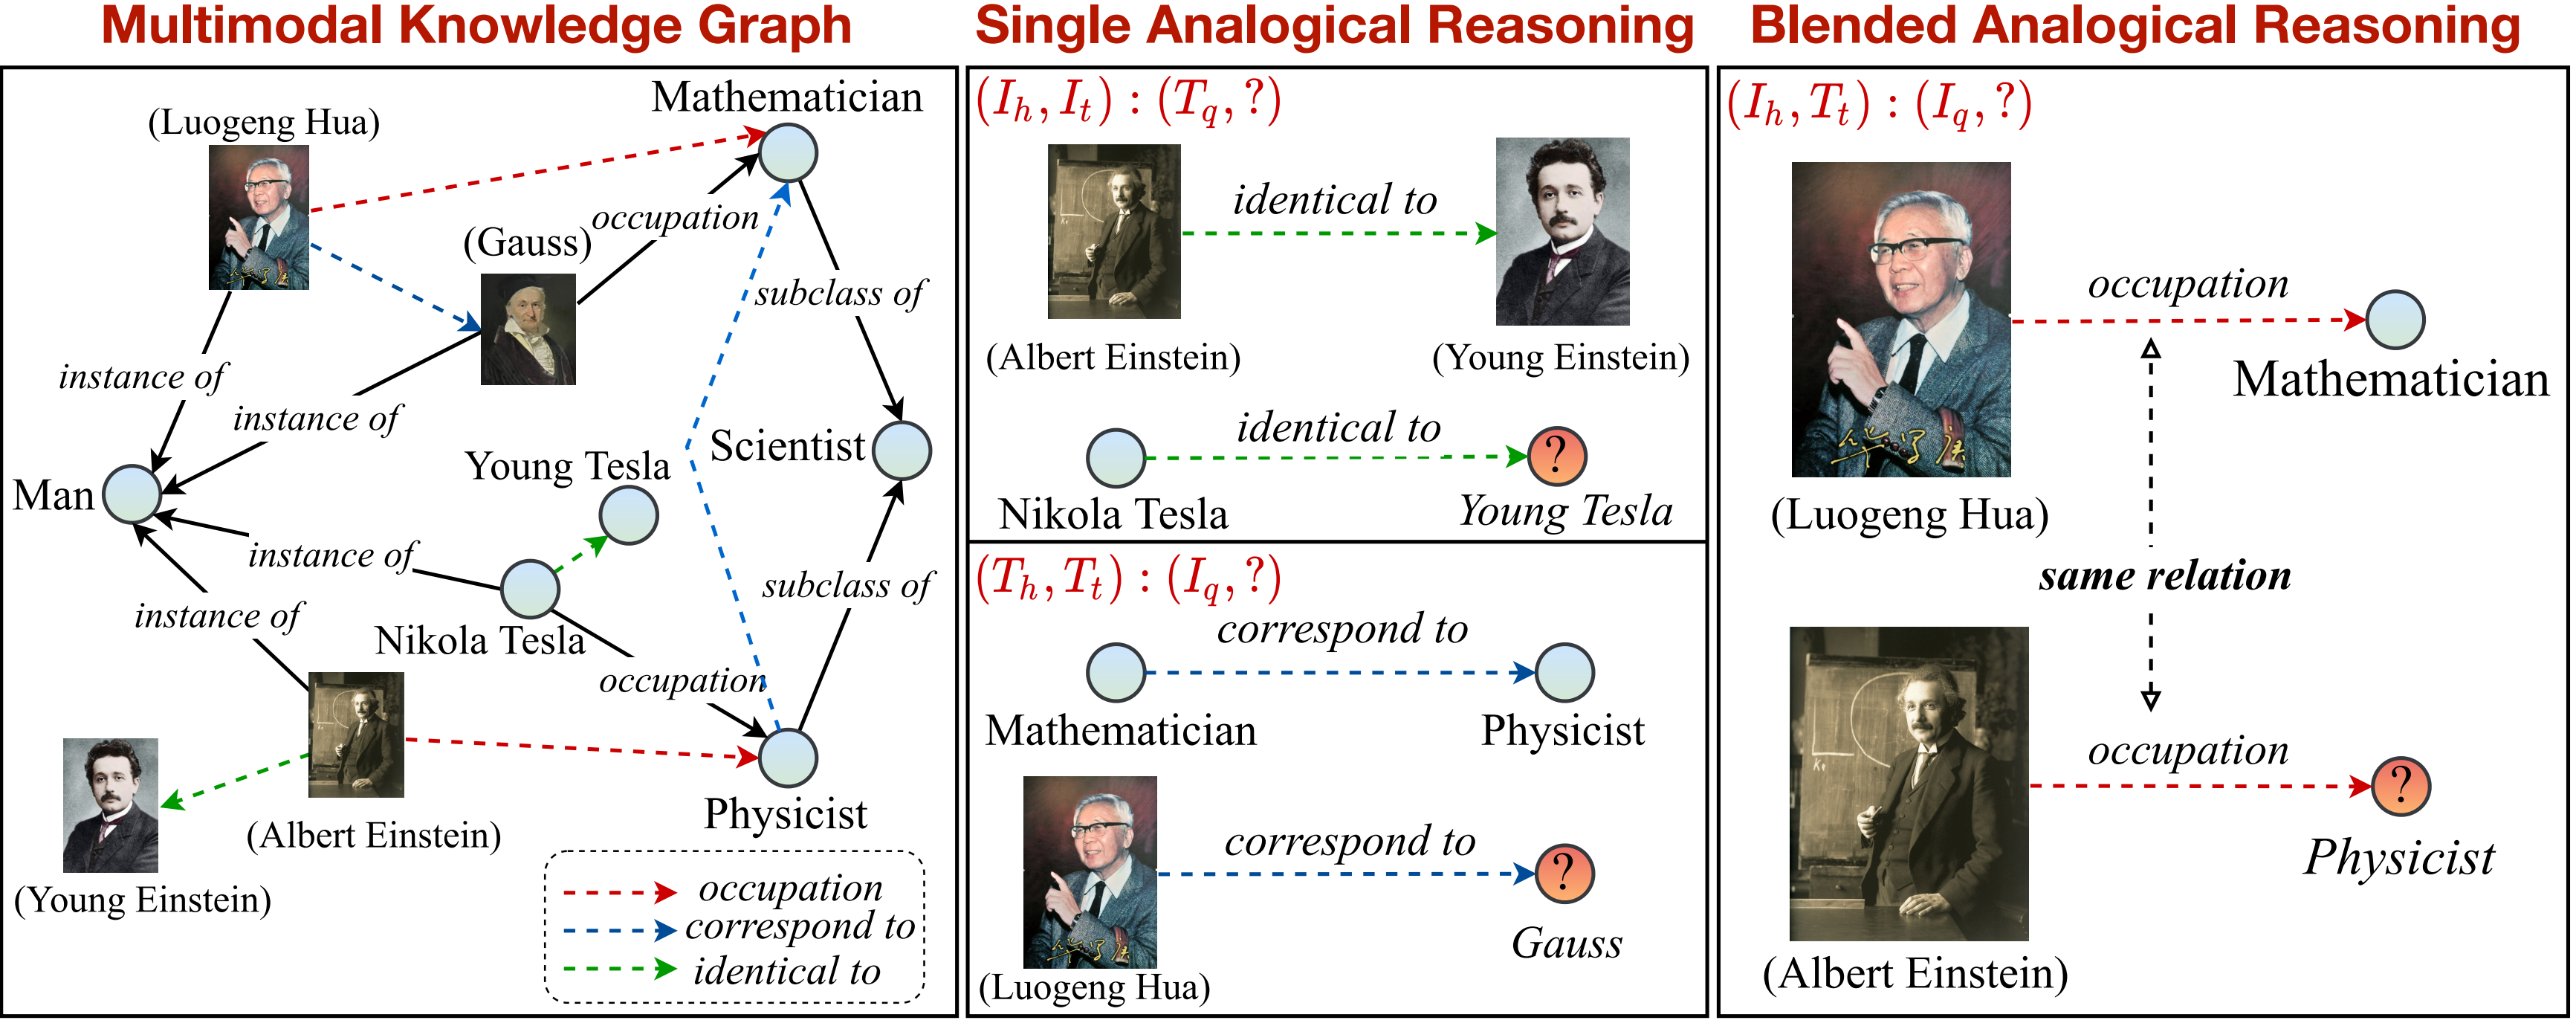 Multimodal Knowledge Graph
(Luogeng Hua)
Mathematician
(Gauss)
occupation
subclass of
instance of
instance of
Man
Young Tesla
Scientist
instance of
Nikola Tesla
subclass of
instance of
occupation
Physicist
(Albert Einstein)
(Young Einstein)
occupation
correspond to
identical to
Single Analogical Reasoning
(I_h, I_t) : (T_q, ?)
identical to
(Albert Einstein)
(Young Einstein)
identical to
?
Nikola Tesla
Young Tesla
(T_h, T_t) : (I_q, ?)
correspond to
Mathematician
Physicist
correspond to
?
Gauss
(Luogeng Hua)
Blended Analogical Reasoning
(I_h, T_t) : (I_q, ?)
occupation
Mathematician
(Luogeng Hua)
same relation
occupation
?
Physicist
(Albert Einstein)